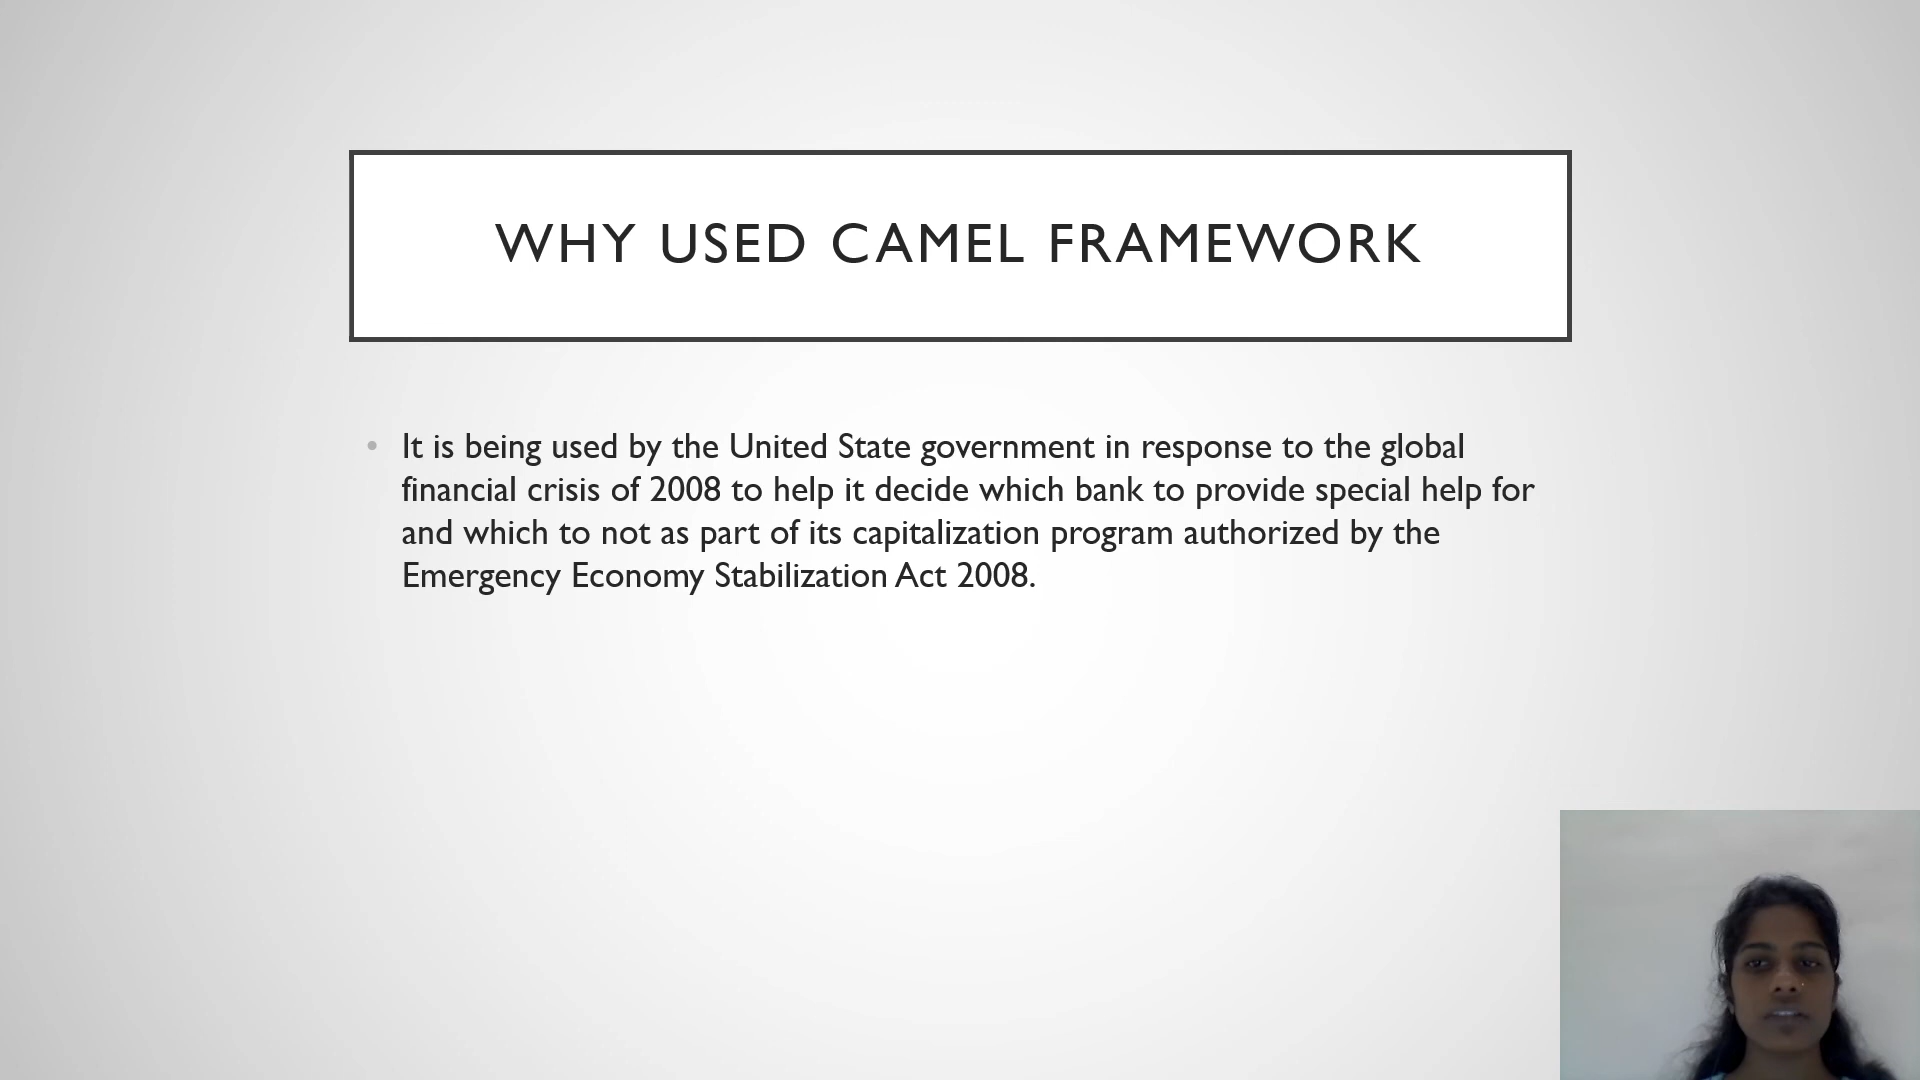 WHY USED CAMEL FRAMEWORK
• It is being used by the United State government in response to the global
financial crisis of 2008 to help it decide which bank to provide special help for
and which to not as part of its capitalization program authorized by the
Emergency Economy Stabilization Act 2008.